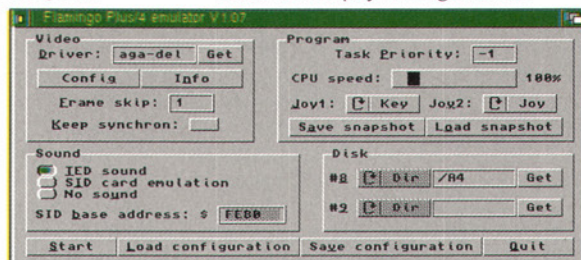 Flamingo Plus/4 emulator V1.07
Video
Driver: aga-del Get
Config Info
Frame skip: 1
Keep synchron:
Program
Task Priority: -1
CPU speed: 100%
Joy1: Key Joy2: Joy
Save snapshot Load snapshot
Sound
TED sound
SID card emulation
No sound
SID base address: $ FE80
Disk
#8 Dir /A4 Get
#9 Dir Get
Start Load configuration Save configuration Quit